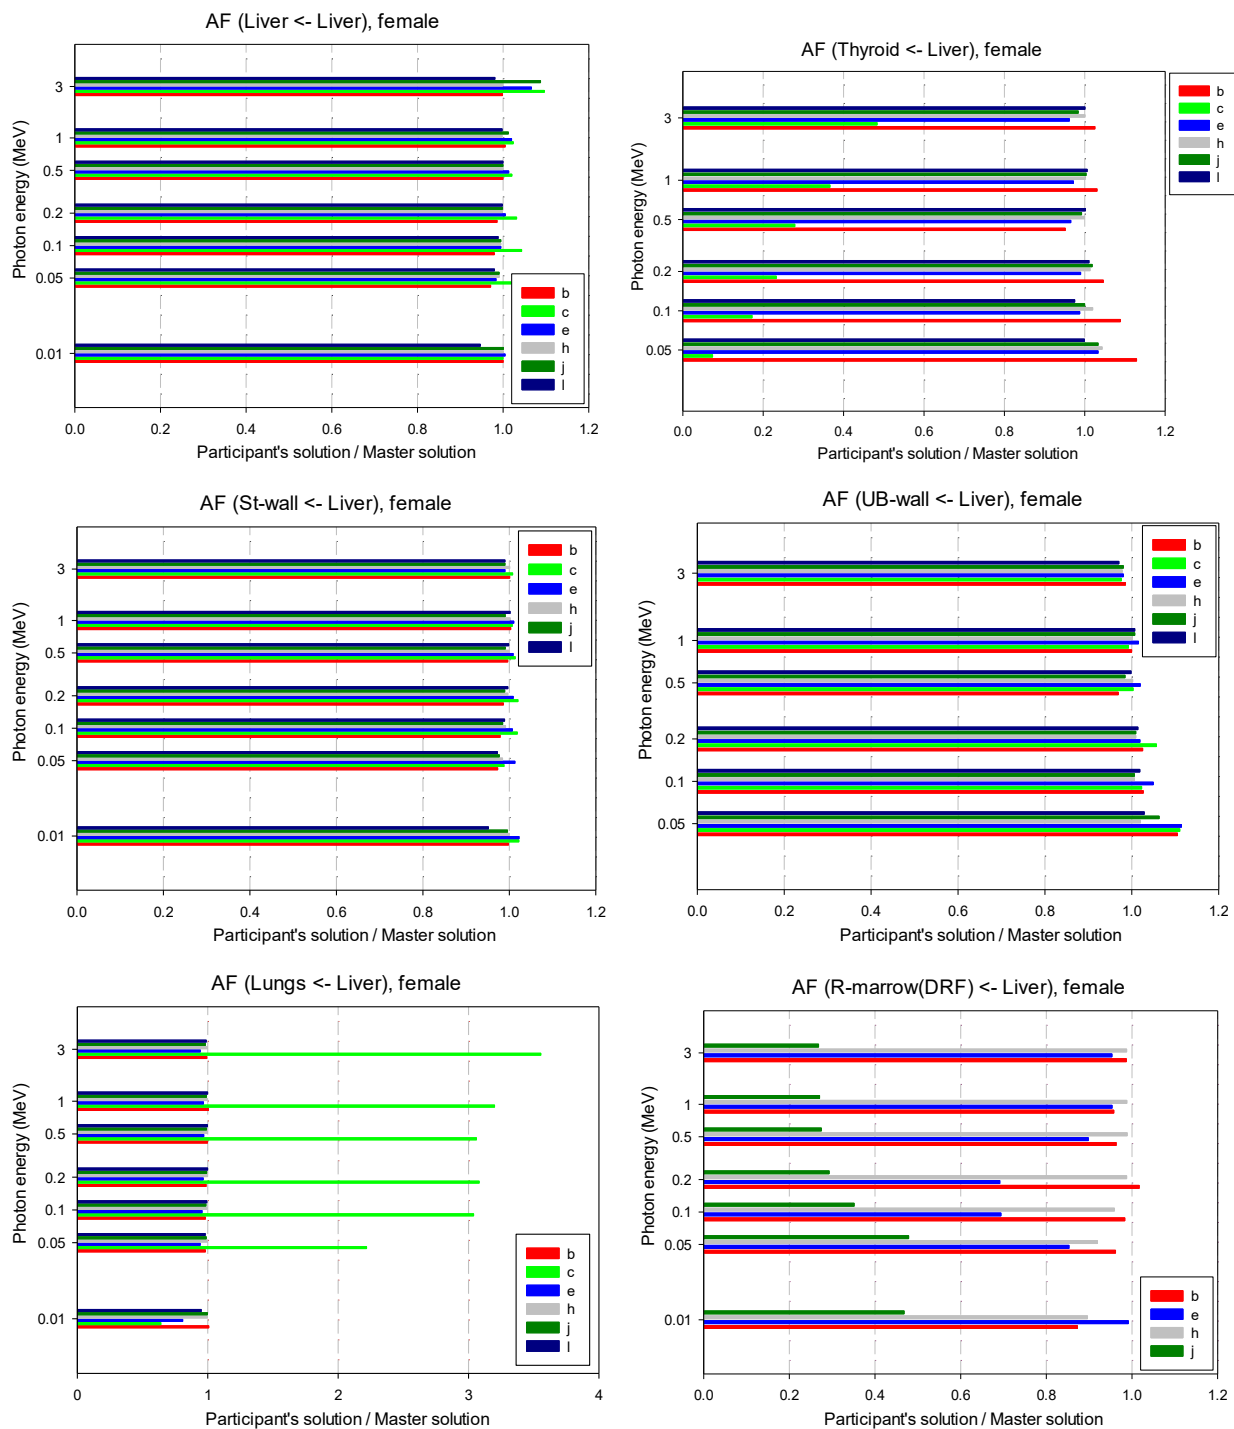 AF (Liver <- Liver), female
Photon energy (MeV)
3
1
0.5
0.2
0.1
0.05
0.01
b
c
e
h
j
l
0.0 0.2 0.4 0.6 0.8 1.0 1.2
Participant's solution / Master solution
AF (Thyroid <- Liver), female
Photon energy (MeV)
3
1
0.5
0.2
0.1
0.05
b
c
e
h
j
l
0.0 0.2 0.4 0.6 0.8 1.0 1.2
Participant's solution / Master solution
AF (St-wall <- Liver), female
Photon energy (MeV)
3
1
0.5
0.2
0.1
0.05
0.01
b
c
e
h
j
l
0.0 0.2 0.4 0.6 0.8 1.0 1.2
Participant's solution / Master solution
AF (UB-wall <- Liver), female
Photon energy (MeV)
3
1
0.5
0.2
0.1
0.05
b
c
e
h
j
l
0.0 0.2 0.4 0.6 0.8 1.0 1.2
Participant's solution / Master solution
AF (Lungs <- Liver), female
Photon energy (MeV)
3
1
0.5
0.2
0.1
0.05
0.01
b
c
e
h
j
l
0 1 2 3 4
Participant's solution / Master solution
AF (R-marrow(DRF) <- Liver), female
Photon energy (MeV)
3
1
0.5
0.2
0.1
0.05
0.01
b
e
h
j
0.0 0.2 0.4 0.6 0.8 1.0 1.2
Participant's solution / Master solution